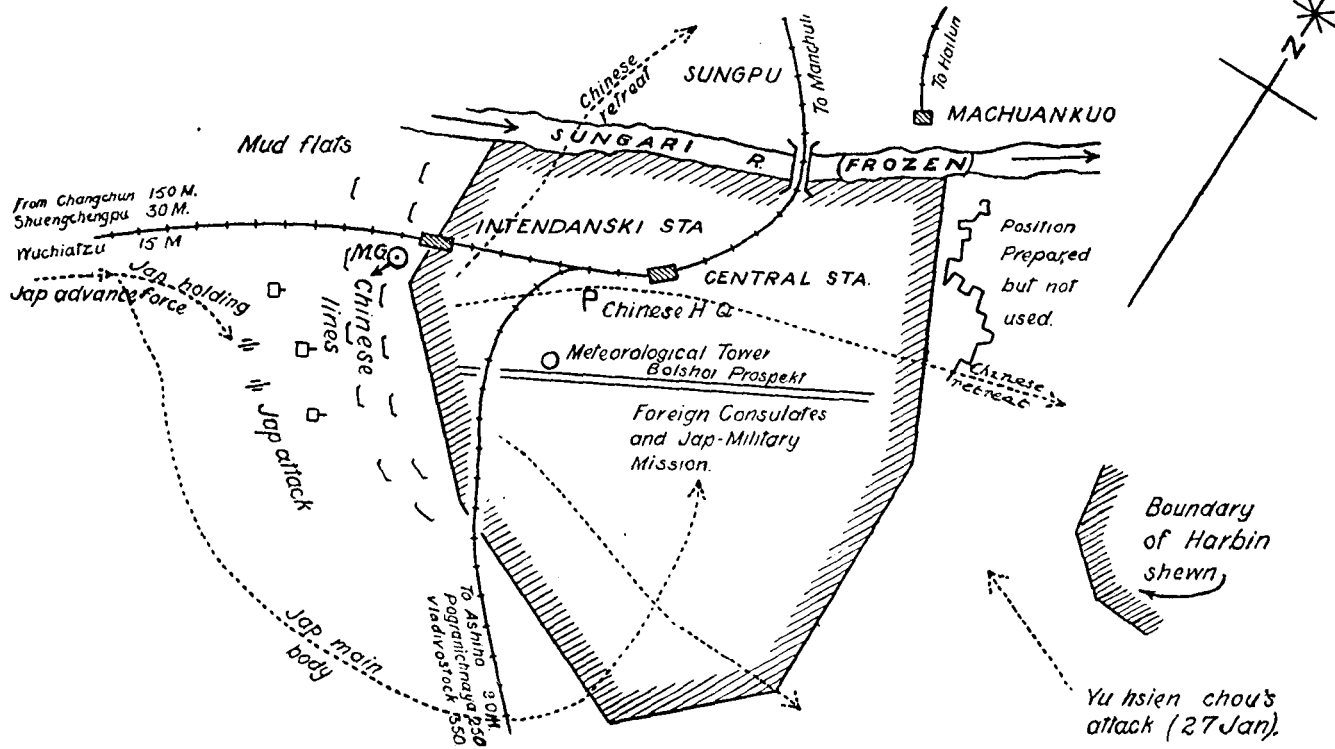 Chinese
retreat
SUNGPU
To Manchuli
To Hailun
N
MACHUANKUO
Mud flats
SUNGARI R.
FROZEN
From Changchun 150 M.
Shuengchengpu 30 M.
Wuchiatzu 15 M
INTENDANSKI STA
MG
Jap advance
Jap holding
force
Chinese
lines
CENTRAL STA.
Chinese H Q
Position
Prepared
but not
used.
Meteorological Tower
Bolshoi Prospekt
Chinese
retreat
Foreign Consulates
and Jap-Military
Mission.
Jap attack
Boundary
of Harbin
shewn
Jap main
body
To Ashiho 30M.
Pogranichnaya 250
Vladivostock 350
Yu hsien chou's
attack (27 Jan).